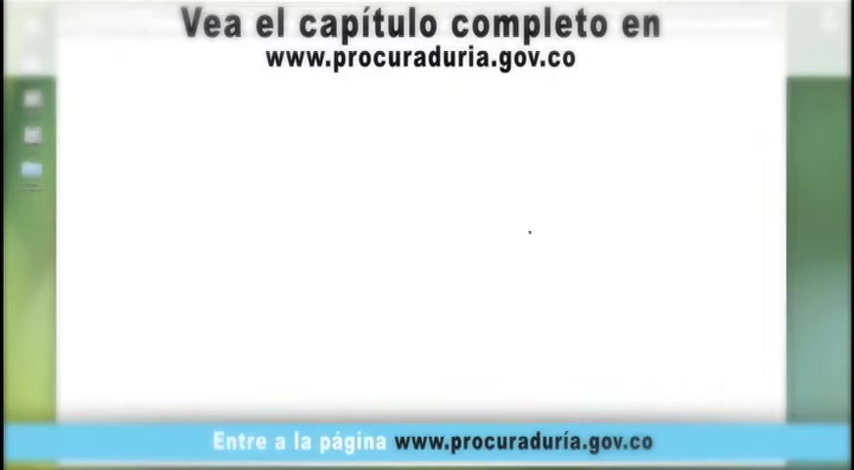 Vea el capítulo completo en
www.procuraduria.gov.co
Entre a la página www.procuraduría.gov.co